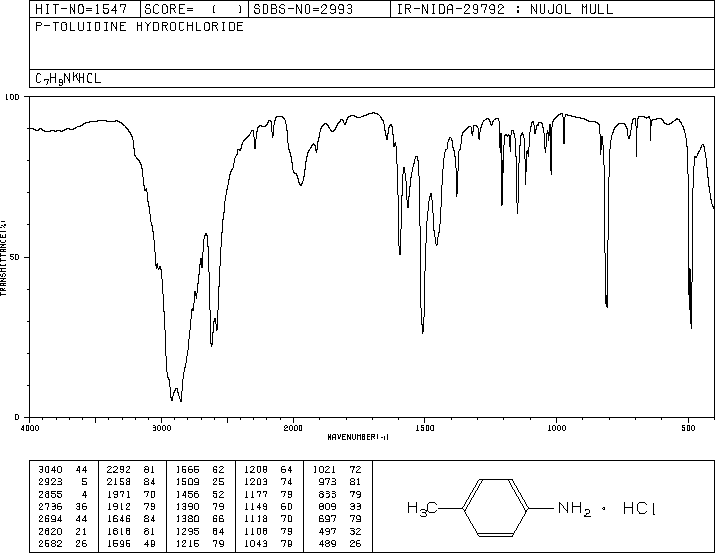 HIT-NO=1547 SCORE= ( ) SDBS-NO=2993 IR-NIDA-29792 : NUJOL MULL
P-TOLUIDINE HYDROCHLORIDE
C7H9N*HCL
100
50
0
TRANSMITTANCE(%)
4000 3000 2000 1500 1000 500
WAVENUMBER(-1)
3040 44 2292 81 1566 62 1208 64 1021 72
2923 5 2158 84 1509 25 1203 74 973 81
2855 4 1971 70 1456 52 1177 79 833 79
2736 36 1912 79 1390 79 1149 60 809 33
2694 44 1646 84 1380 66 1118 70 697 79
2620 21 1618 81 1295 84 1108 79 497 32
2582 26 1595 49 1215 79 1043 79 489 26
H3C NH2 · HCl